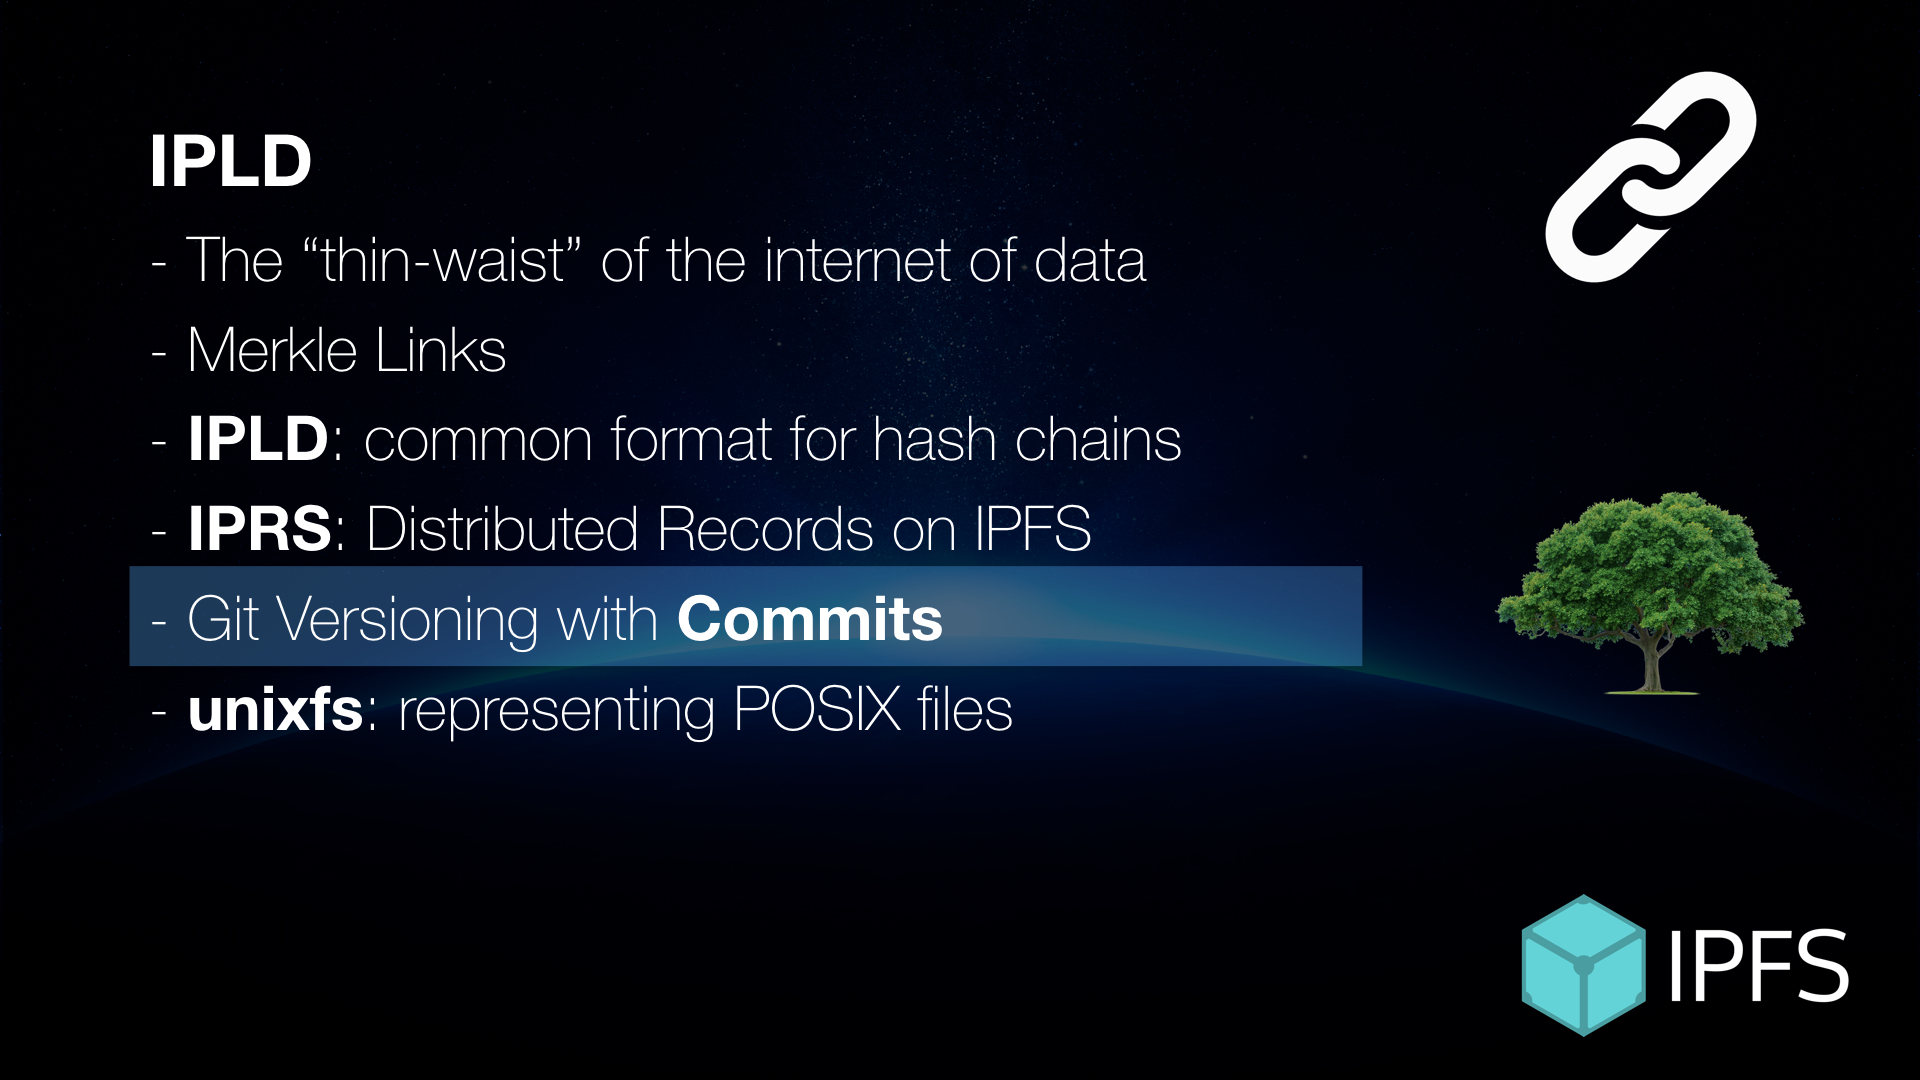 IPLD
- The “thin-waist” of the internet of data
- Merkle Links
- IPLD: common format for hash chains
- IPRS: Distributed Records on IPFS
- Git Versioning with Commits
- unixfs: representing POSIX files
IPFS